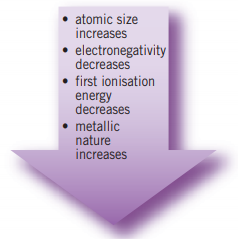 • atomic size
increases
• electronegativity
decreases
• first ionisation
energy
decreases
• metallic
nature
increases